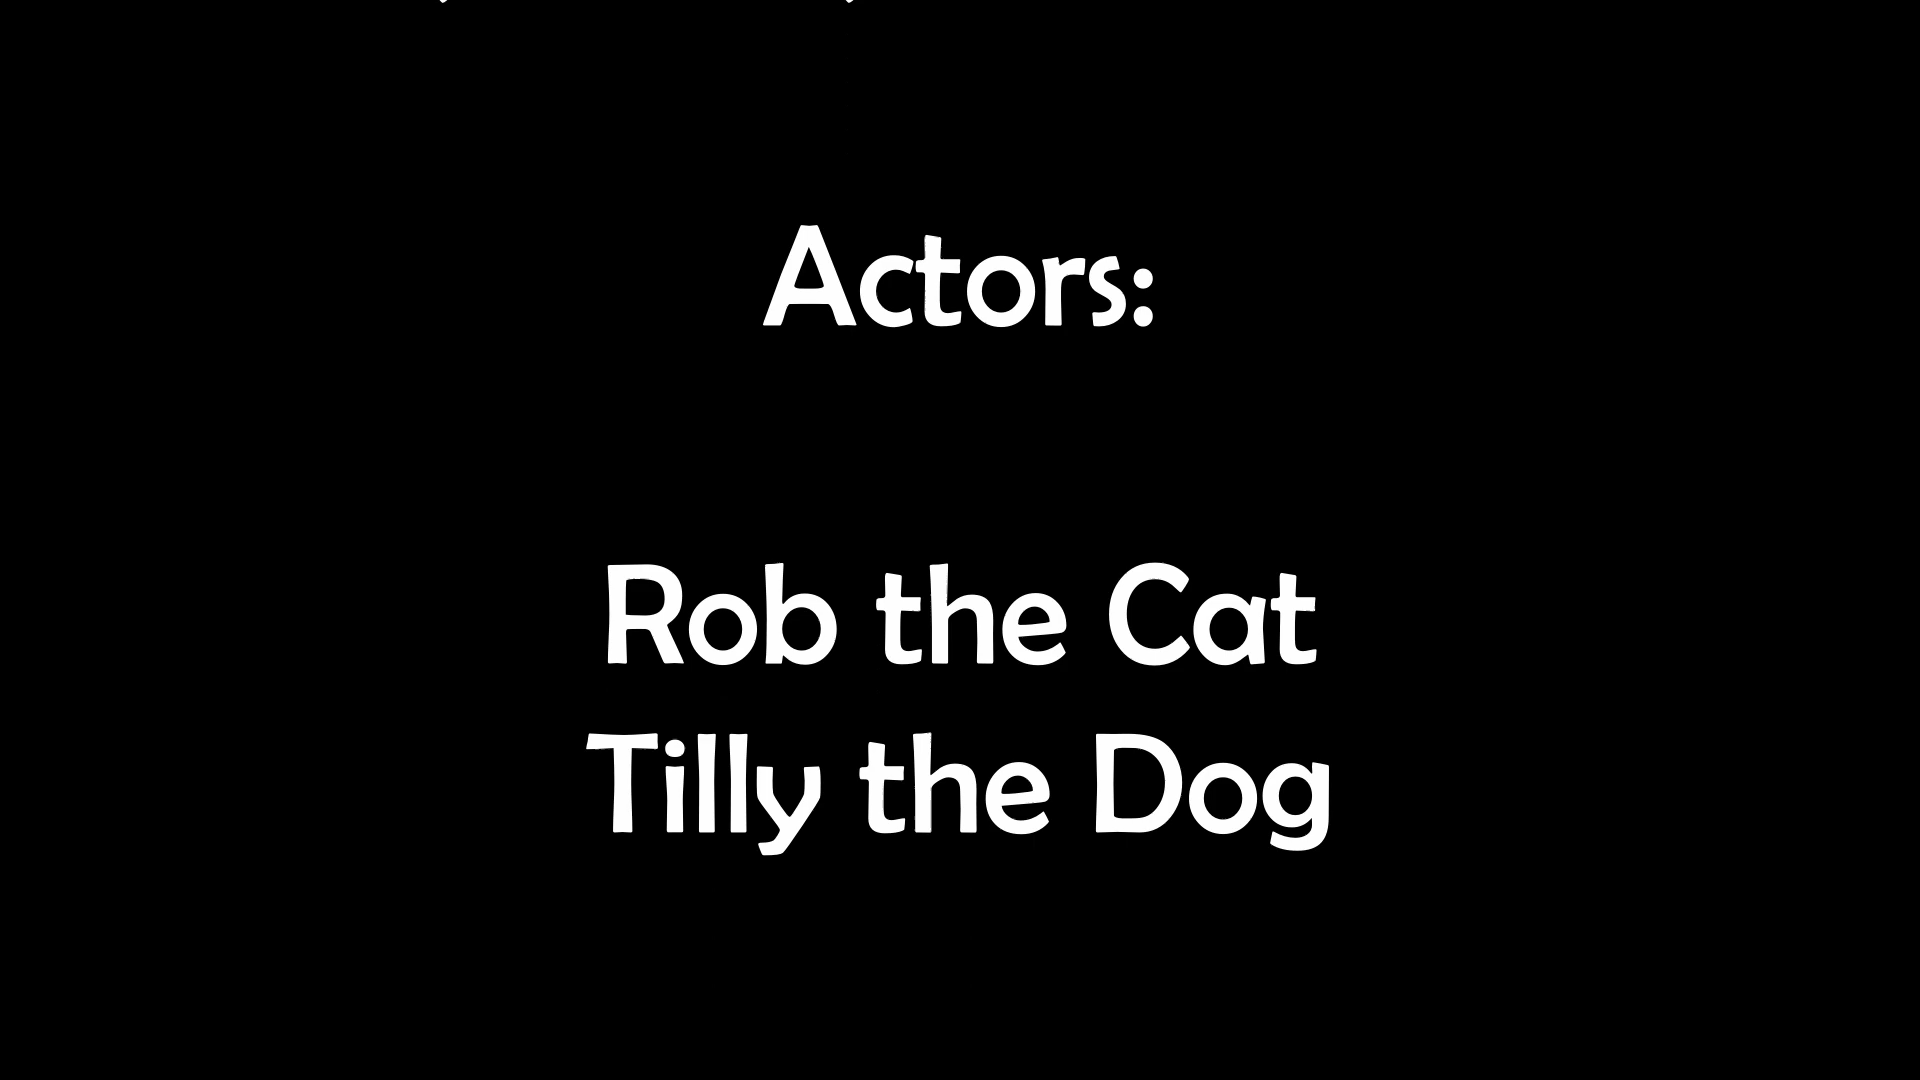 Actors:
Rob the Cat
Tilly the Dog